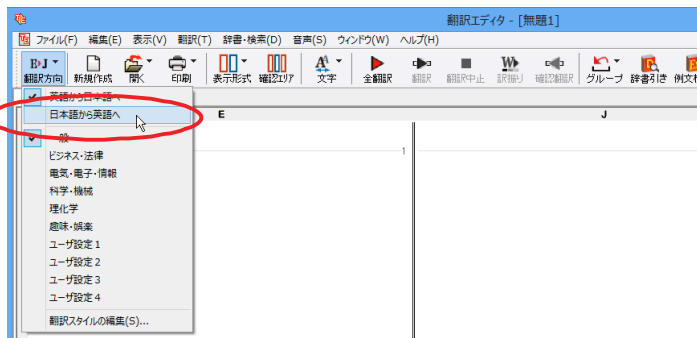 翻訳エディタ - [無題1]
ファイル(F) 編集(E) 表示(V) 翻訳(T) 辞書・検索(D) 音声(S) ウィンドウ(W) ヘルプ(H)
E›J
翻訳方向 新規作成 開く 印刷 表示形式 確認エリア 文字 全翻訳 翻訳 翻訳中止 訳振り 確認翻訳 グループ 辞書引き 例文検
E J
英語から日本語へ
日本語から英語へ
1
一般
ビジネス・法律
電気・電子・情報
科学・機械
理化学
趣味・娯楽
ユーザ設定 1
ユーザ設定 2
ユーザ設定 3
ユーザ設定 4
翻訳スタイルの編集(S)...